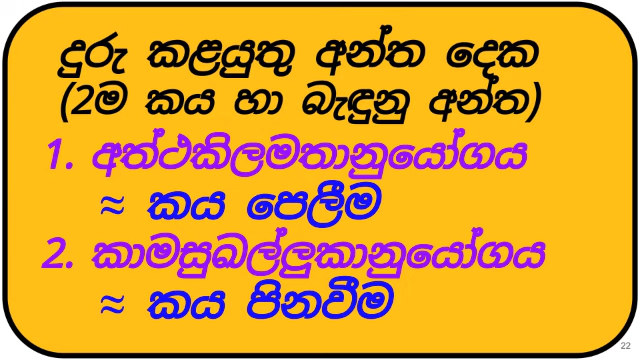 දුරු කළයුතු අන්ත දෙක
(2ම කය හා බැඳුනු අන්ත)
1. අත්ථකිලමතානුයෝගය
≈ කය පෙලීම
2. කාමසුඛල්ලුකානුයෝගය
≈ කය පිනවීම
22